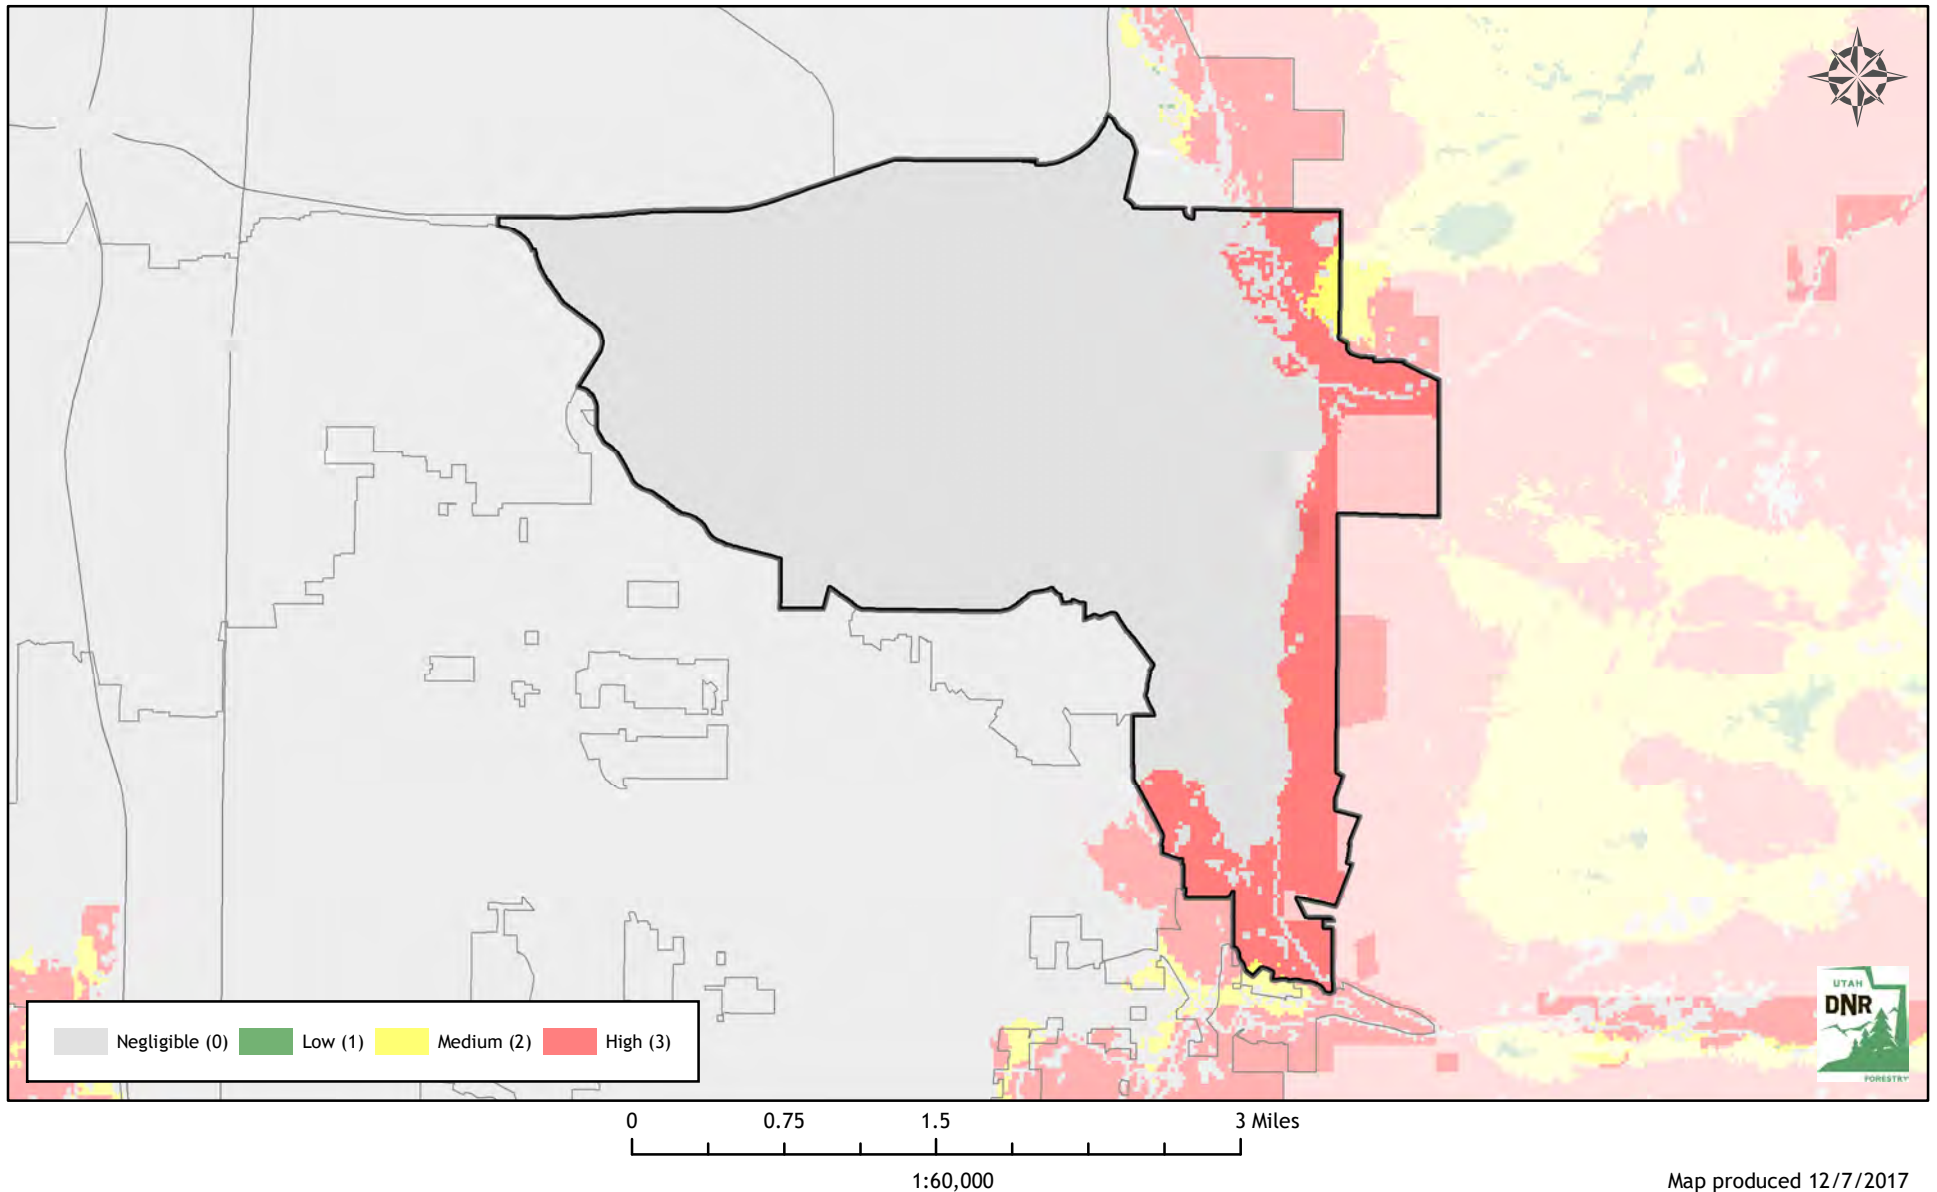 UTAH
DNR
FORESTRY
Negligible (0) Low (1) Medium (2) High (3)
0 0.75 1.5 3 Miles
1:60,000
Map produced 12/7/2017